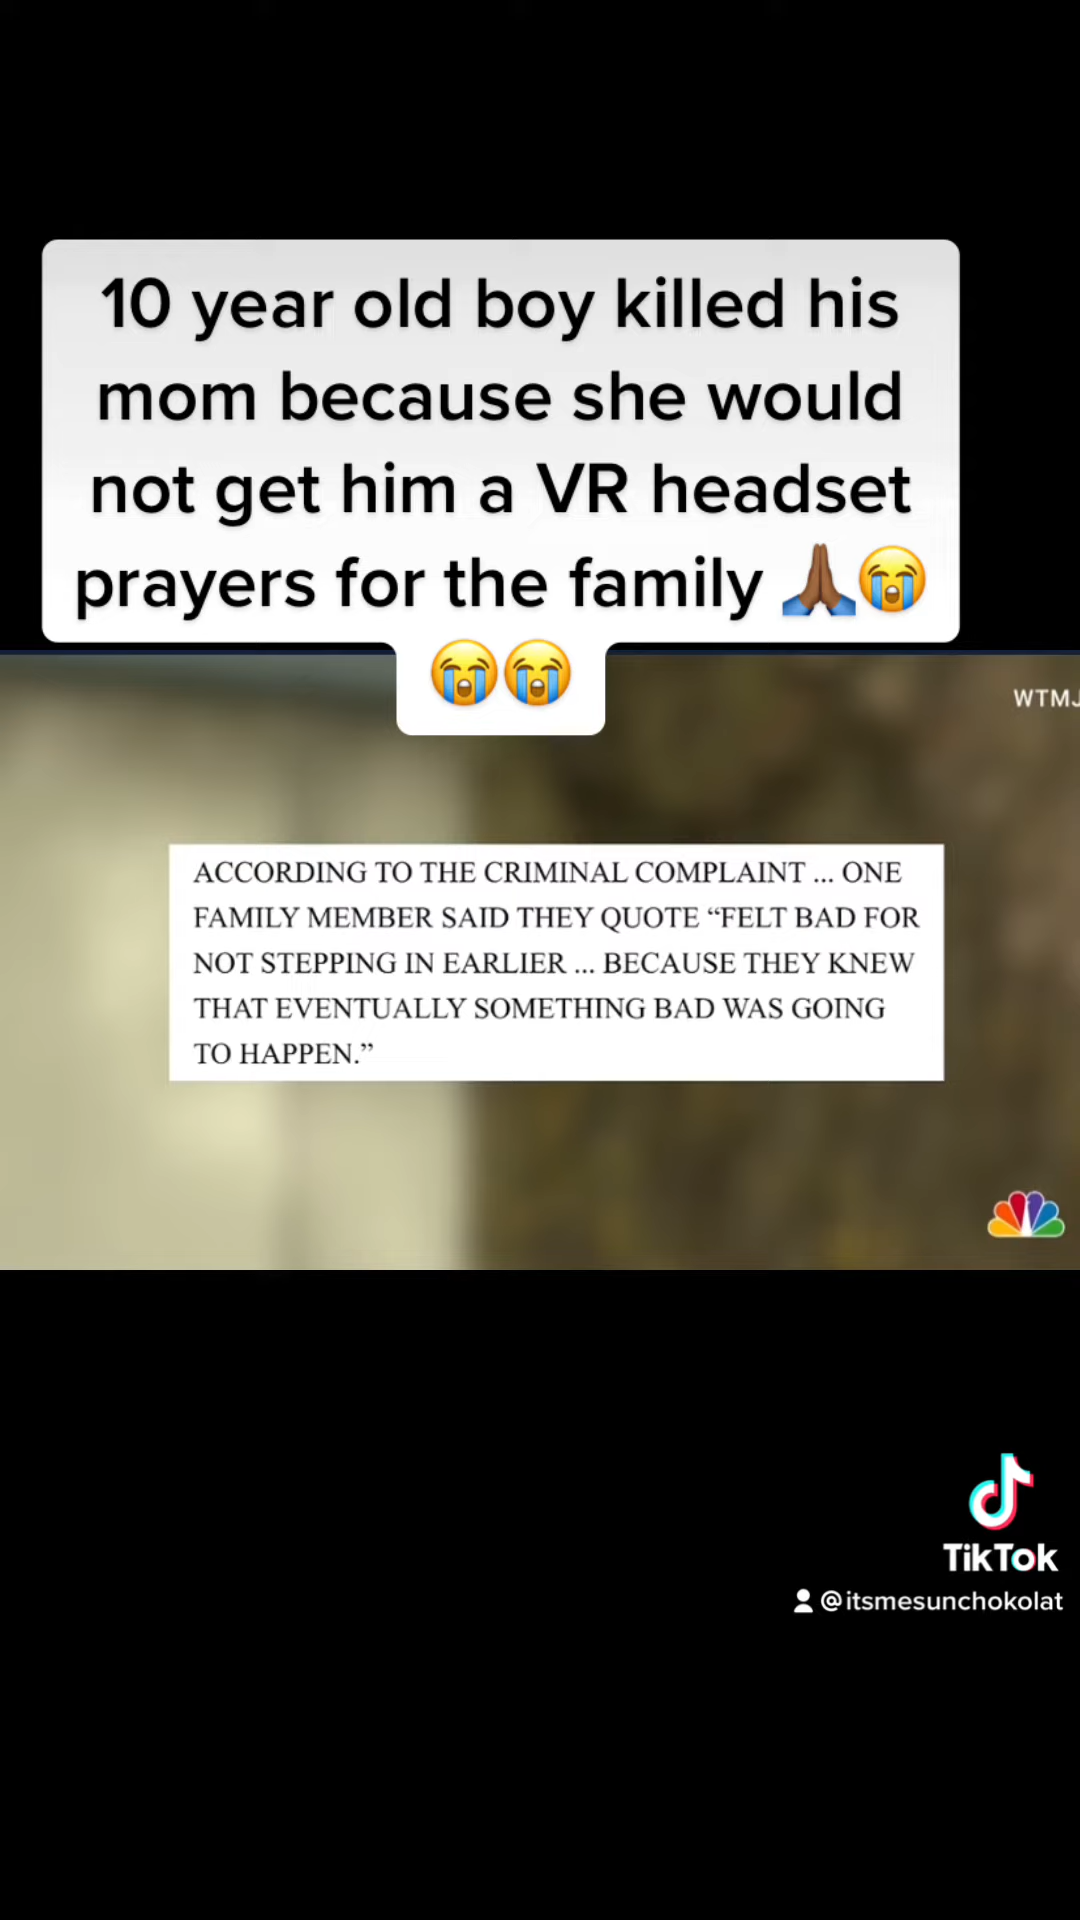 10 year old boy killed his
mom because she would
not get him a VR headset
prayers for the family 🙏🏾😭
😭😭
WTMJ
ACCORDING TO THE CRIMINAL COMPLAINT ... ONE
FAMILY MEMBER SAID THEY QUOTE “FELT BAD FOR
NOT STEPPING IN EARLIER ... BECAUSE THEY KNEW
THAT EVENTUALLY SOMETHING BAD WAS GOING
TO HAPPEN.”
TikTok
@itsmesunchokolat